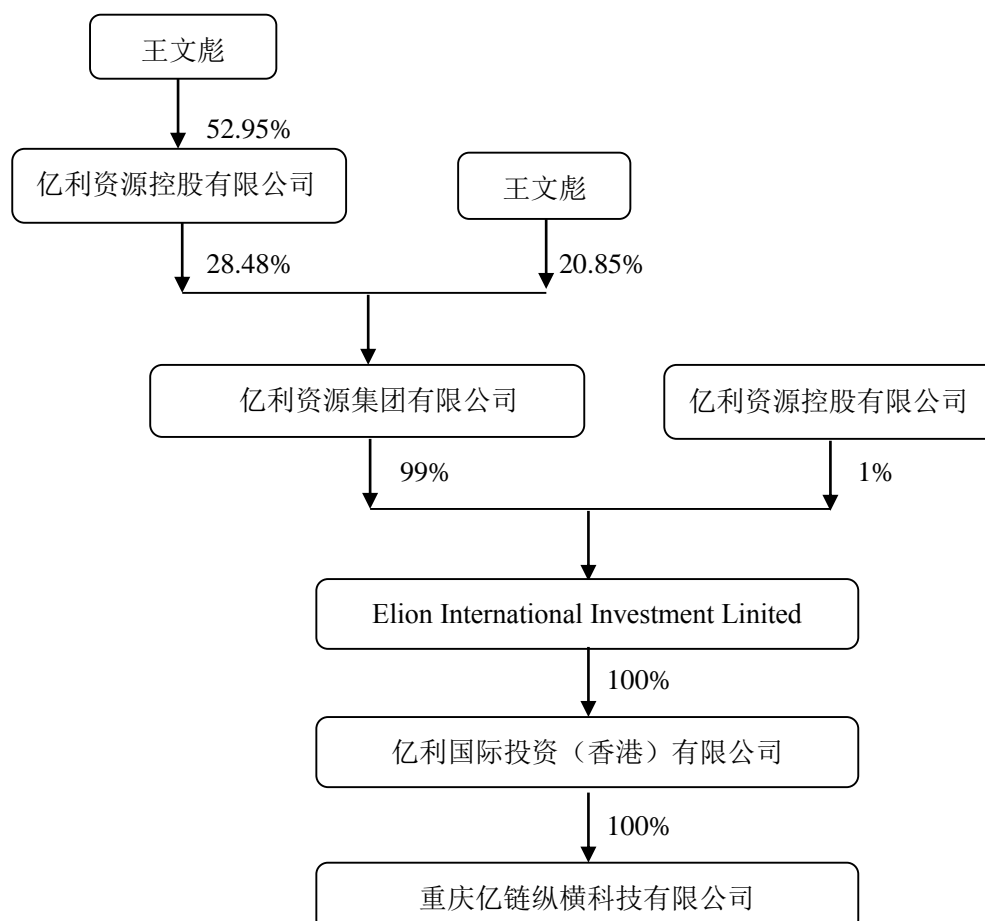 王文彪
52.95%
亿利资源控股有限公司
王文彪
28.48%
20.85%
亿利资源集团有限公司
亿利资源控股有限公司
99%
1%
Elion International Investment Linited
100%
亿利国际投资（香港）有限公司
100%
重庆亿链纵横科技有限公司